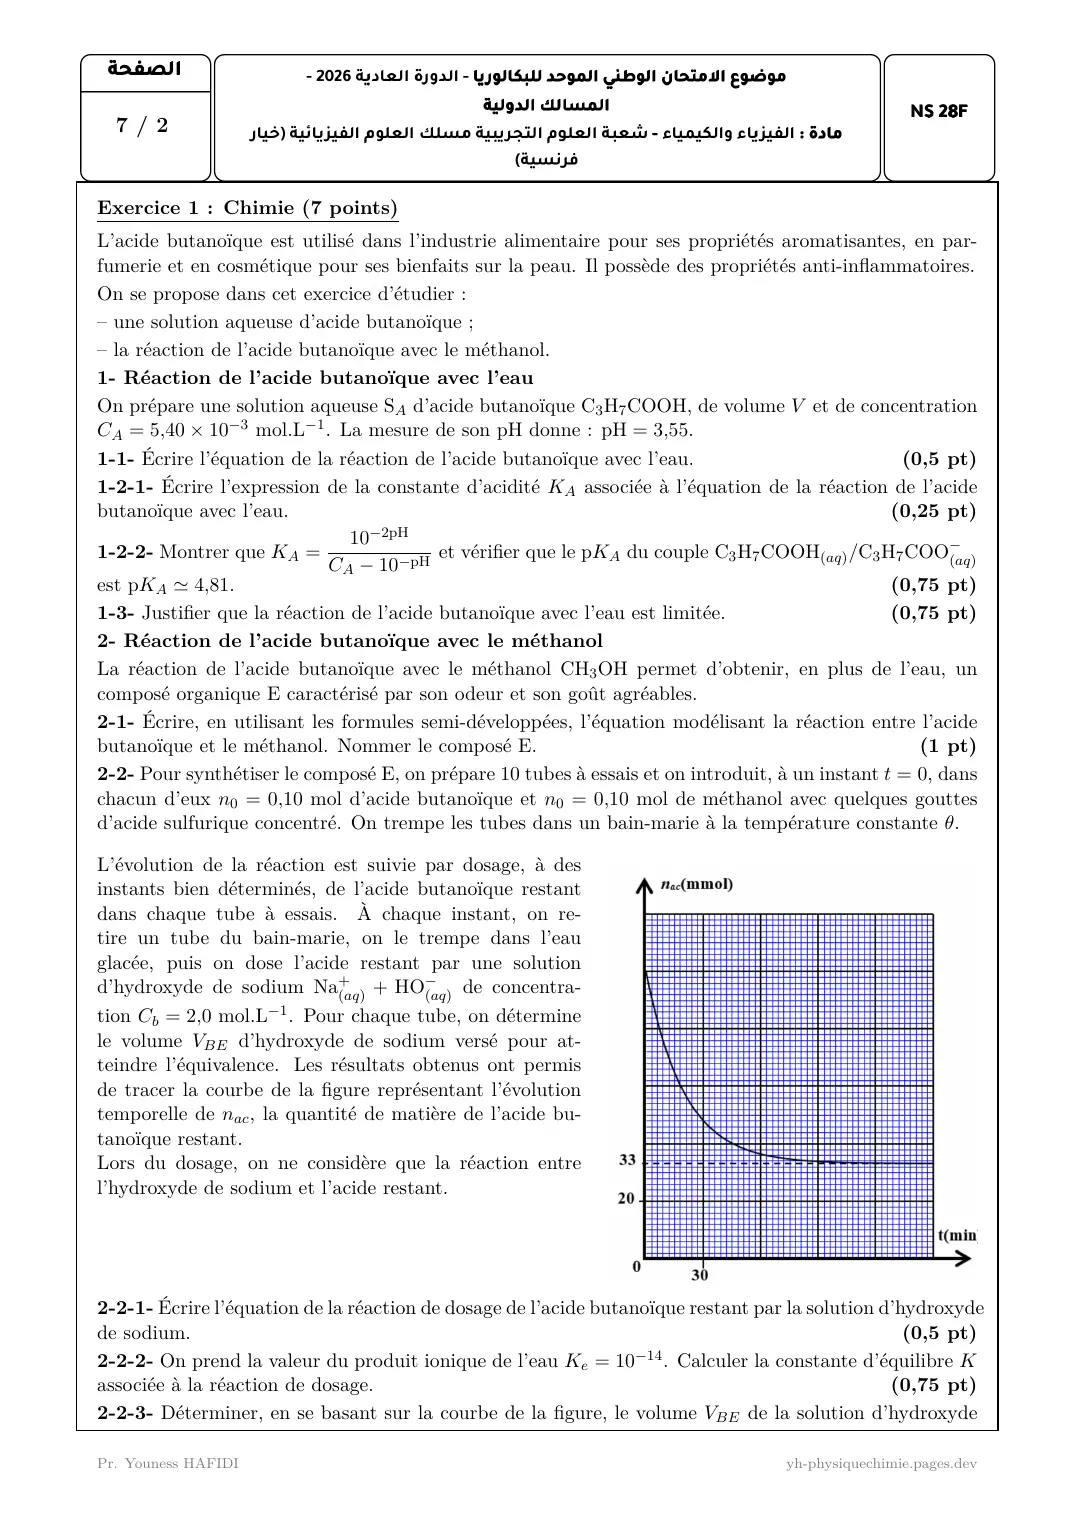 الصفحة
7 / 2
موضوع الامتحان الوطني الموحد للبكالوريا - الدورة العادية 2026 -
المسالك الدولية
مادة : الفيزياء والكيمياء - شعبة العلوم التجريبية مسلك العلوم الفيزيائية (خيار
فرنسية)
NS 28F
Exercice 1 : Chimie (7 points)
L'acide butanoïque est utilisé dans l'industrie alimentaire pour ses propriétés aromatisantes, en par-
fumerie et en cosmétique pour ses bienfaits sur la peau. Il possède des propriétés anti-inflammatoires.
On se propose dans cet exercice d'étudier :
– une solution aqueuse d'acide butanoïque ;
– la réaction de l'acide butanoïque avec le méthanol.
1- Réaction de l'acide butanoïque avec l'eau
On prépare une solution aqueuse S_A d'acide butanoïque C₃H₇COOH, de volume V et de concentration
C_A = 5,40 × 10⁻³ mol.L⁻¹. La mesure de son pH donne : pH = 3,55.
1-1- Écrire l'équation de la réaction de l'acide butanoïque avec l'eau. (0,5 pt)
1-2-1- Écrire l'expression de la constante d'acidité K_A associée à l'équation de la réaction de l'acide
butanoïque avec l'eau. (0,25 pt)
1-2-2- Montrer que K_A = 10^(−2pH) / (C_A − 10^(−pH)) et vérifier que le pK_A du couple C₃H₇COOH(aq)/C₃H₇COO⁻(aq)
est pK_A ≃ 4,81. (0,75 pt)
1-3- Justifier que la réaction de l'acide butanoïque avec l'eau est limitée. (0,75 pt)
2- Réaction de l'acide butanoïque avec le méthanol
La réaction de l'acide butanoïque avec le méthanol CH₃OH permet d'obtenir, en plus de l'eau, un
composé organique E caractérisé par son odeur et son goût agréables.
2-1- Écrire, en utilisant les formules semi-développées, l'équation modélisant la réaction entre l'acide
butanoïque et le méthanol. Nommer le composé E. (1 pt)
2-2- Pour synthétiser le composé E, on prépare 10 tubes à essais et on introduit, à un instant t = 0, dans
chacun d'eux n₀ = 0,10 mol d'acide butanoïque et n₀ = 0,10 mol de méthanol avec quelques gouttes
d'acide sulfurique concentré. On trempe les tubes dans un bain-marie à la température constante θ.
L'évolution de la réaction est suivie par dosage, à des
instants bien déterminés, de l'acide butanoïque restant
dans chaque tube à essais. À chaque instant, on re-
tire un tube du bain-marie, on le trempe dans l'eau
glacée, puis on dose l'acide restant par une solution
d'hydroxyde de sodium Na⁺(aq) + HO⁻(aq) de concentra-
tion C_b = 2,0 mol.L⁻¹. Pour chaque tube, on détermine
le volume V_BE d'hydroxyde de sodium versé pour at-
teindre l'équivalence. Les résultats obtenus ont permis
de tracer la courbe de la figure représentant l'évolution
temporelle de n_ac, la quantité de matière de l'acide bu-
tanoïque restant.
Lors du dosage, on ne considère que la réaction entre
l'hydroxyde de sodium et l'acide restant.
n_ac(mmol)
33
20
0
30
t(min
2-2-1- Écrire l'équation de la réaction de dosage de l'acide butanoïque restant par la solution d'hydroxyde
de sodium. (0,5 pt)
2-2-2- On prend la valeur du produit ionique de l'eau K_e = 10⁻¹⁴. Calculer la constante d'équilibre K
associée à la réaction de dosage. (0,75 pt)
2-2-3- Déterminer, en se basant sur la courbe de la figure, le volume V_BE de la solution d'hydroxyde
Pr. Youness HAFIDI
yh-physiquechimie.pages.dev